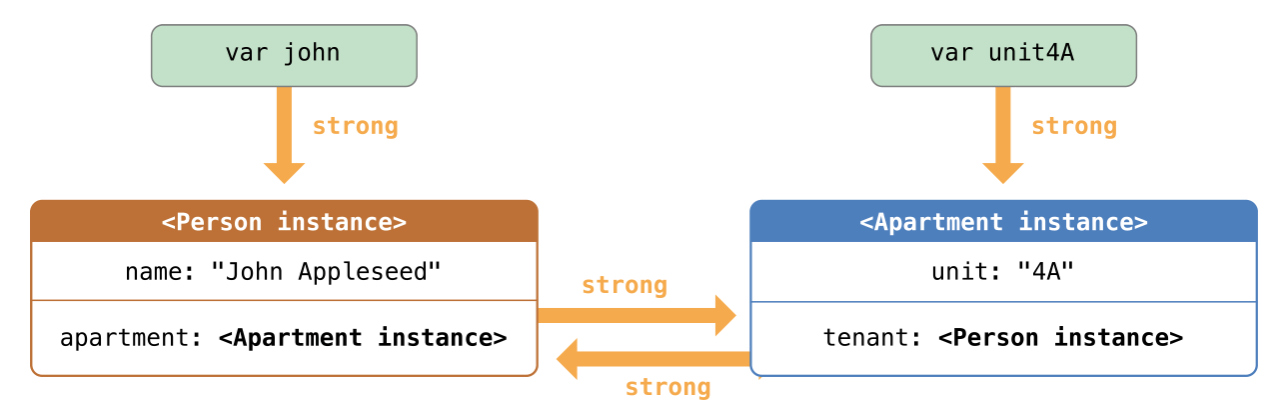 var john
var unit4A
strong
strong
<Person instance>
<Apartment instance>
name: "John Appleseed"
unit: "4A"
strong
apartment: <Apartment instance>
tenant: <Person instance>
strong